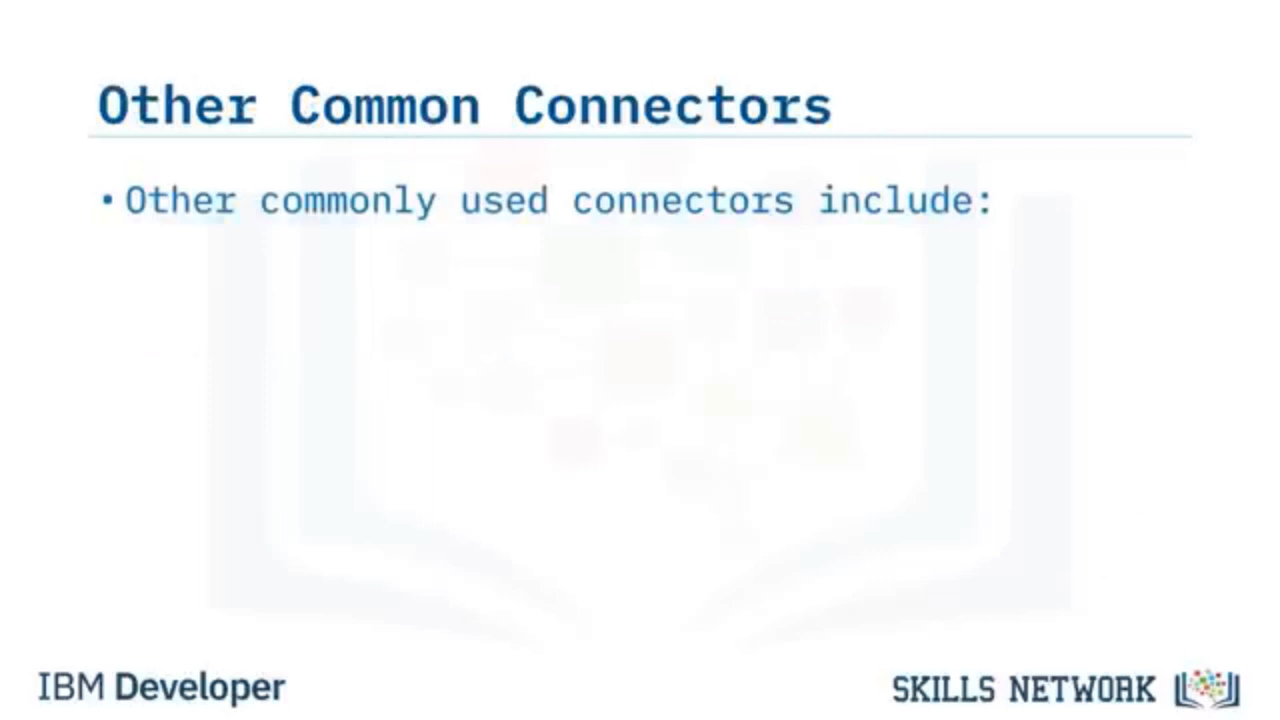 Other Common Connectors
• Other commonly used connectors include:
IBM Developer
SKILLS NETWORK